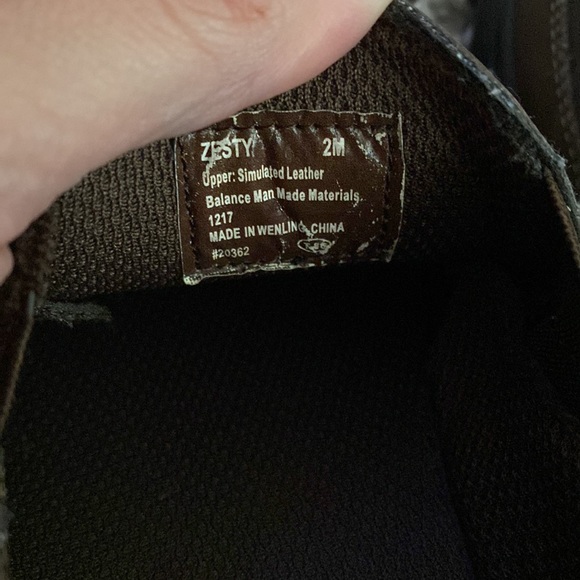 ZESTY 2M
Upper: Simulated Leather
Balance Man Made Materials
1217
MADE IN WENLING, CHINA
#20362